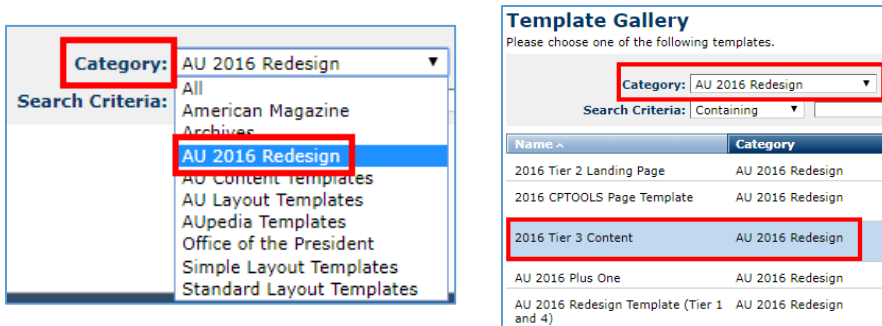 Category: AU 2016 Redesign
Search Criteria:
All
American Magazine
Archives
AU 2016 Redesign
AU Content Templates
AU Layout Templates
AUpedia Templates
Office of the President
Simple Layout Templates
Standard Layout Templates
Template Gallery
Please choose one of the following templates.
Category: AU 2016 Redesign
Search Criteria: Containing
Name Category
2016 Tier 2 Landing Page AU 2016 Redesign
2016 CPTOOLS Page Template AU 2016 Redesign
2016 Tier 3 Content AU 2016 Redesign
AU 2016 Plus One AU 2016 Redesign
AU 2016 Redesign Template (Tier 1 AU 2016 Redesign
and 4)